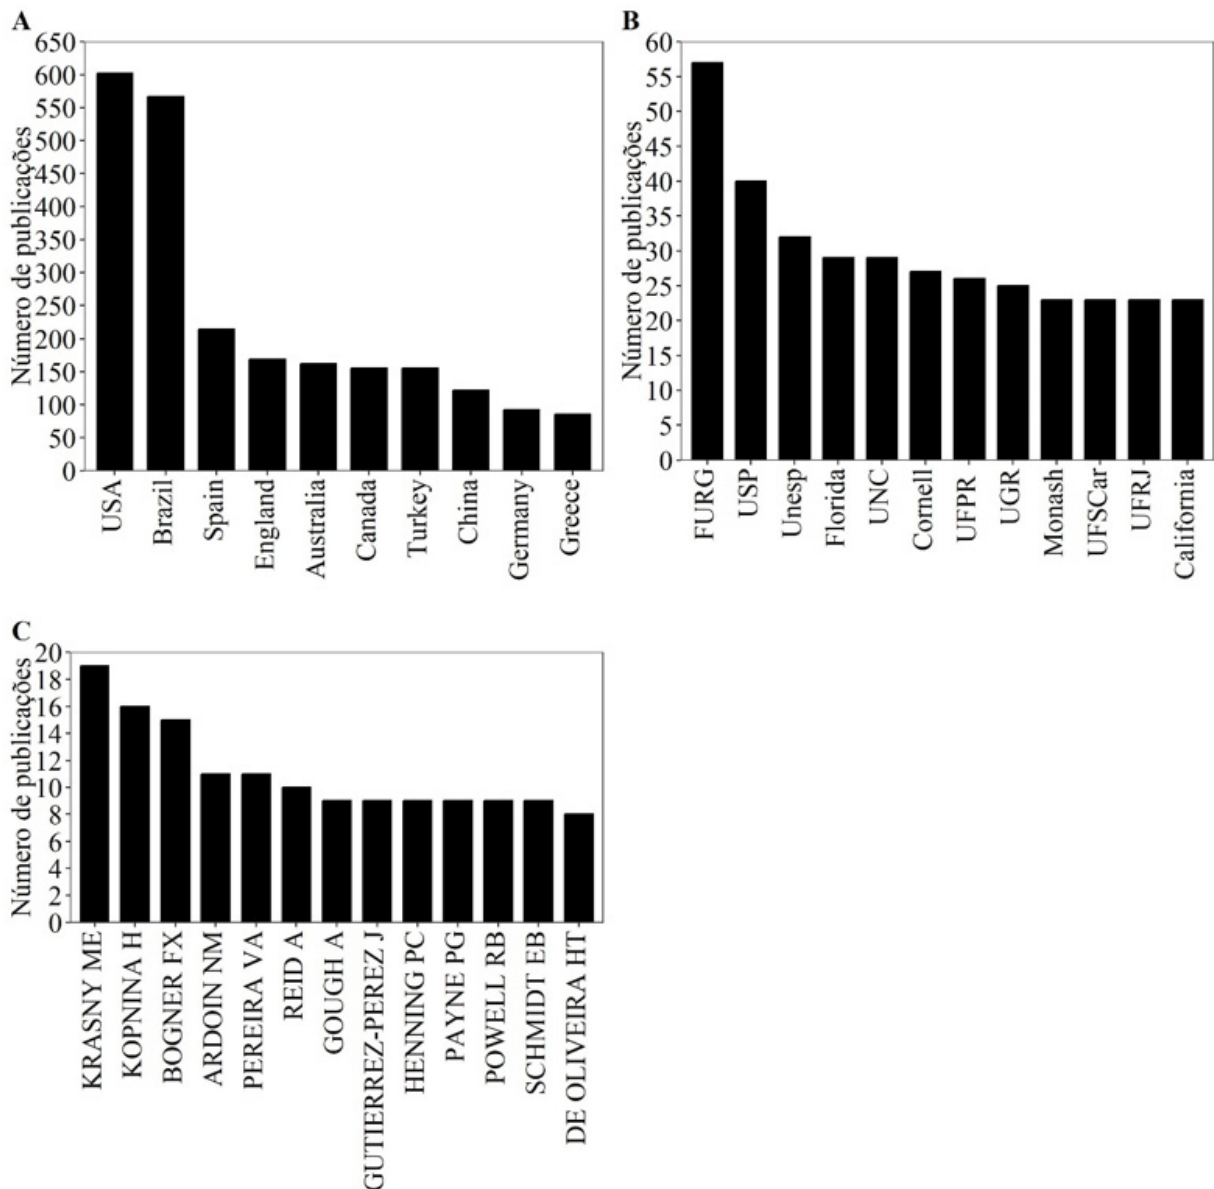 A
Número de publicações
650
600
550
500
450
400
350
300
250
200
150
100
50
0
USA
Brazil
Spain
England
Australia
Canada
Turkey
China
Germany
Greece
B
Número de publicações
60
55
50
45
40
35
30
25
20
15
10
5
0
FURG
USP
Unesp
Florida
UNC
Cornell
UFPR
UGR
Monash
UFSCar
UFRJ
California
C
Número de publicações
20
18
16
14
12
10
8
6
4
2
0
KRASNY ME
KOPNINA H
BOGNER FX
ARDOIN NM
PEREIRA VA
REID A
GOUGH A
GUTIERREZ-PEREZ J
HENNING PC
PAYNE PG
POWELL RB
SCHMIDT EB
DE OLIVEIRA HT